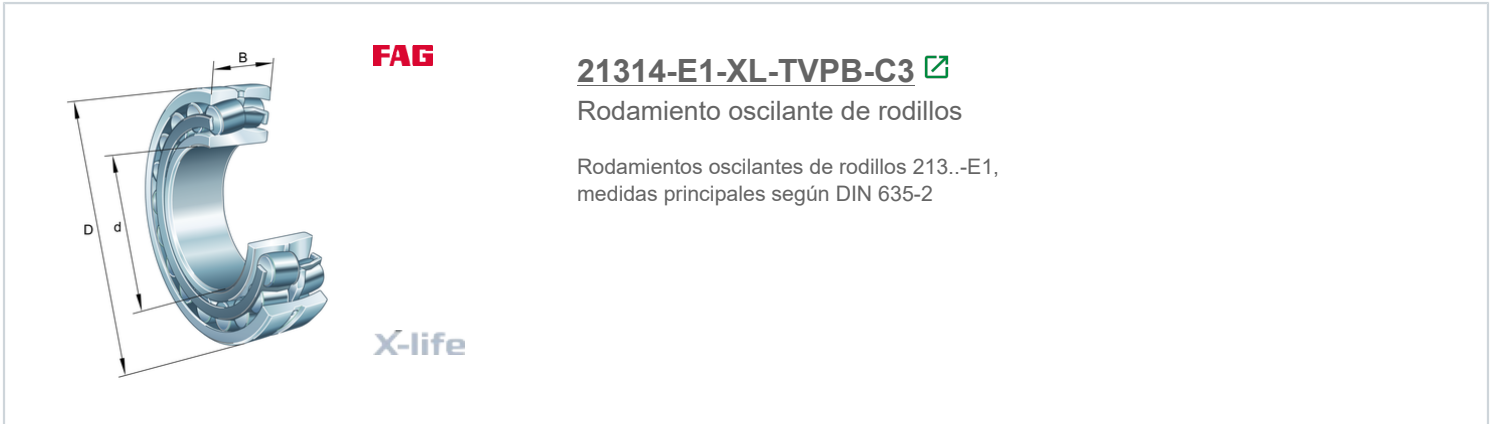 B
FAG
21314-E1-XL-TVPB-C3
Rodamiento oscilante de rodillos
Rodamientos oscilantes de rodillos 213..-E1,
medidas principales según DIN 635-2
D
d
X-life